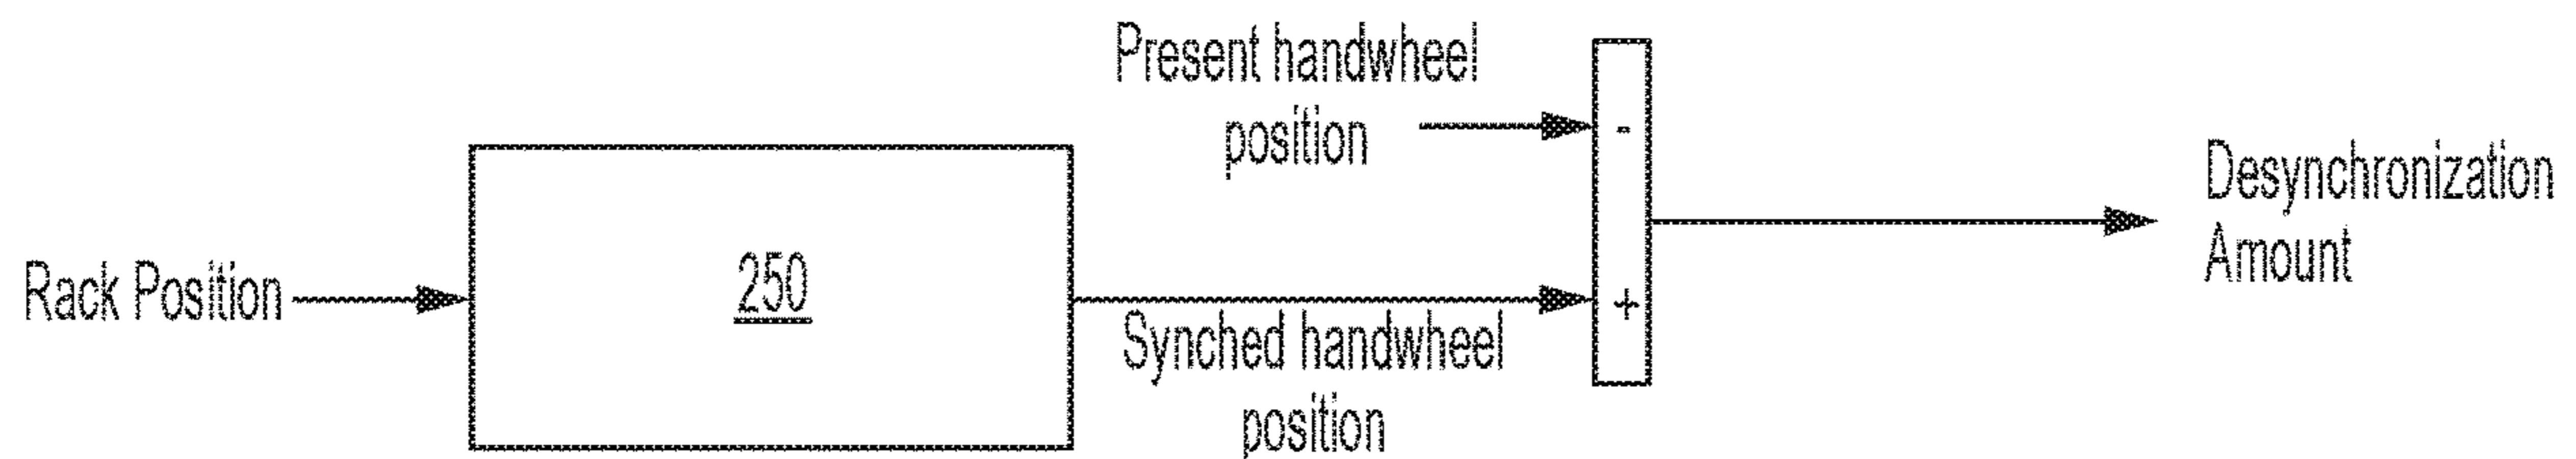 Present handwheel
position
-
Desynchronization
Amount
Rack Position
250
+
Synched handwheel
position